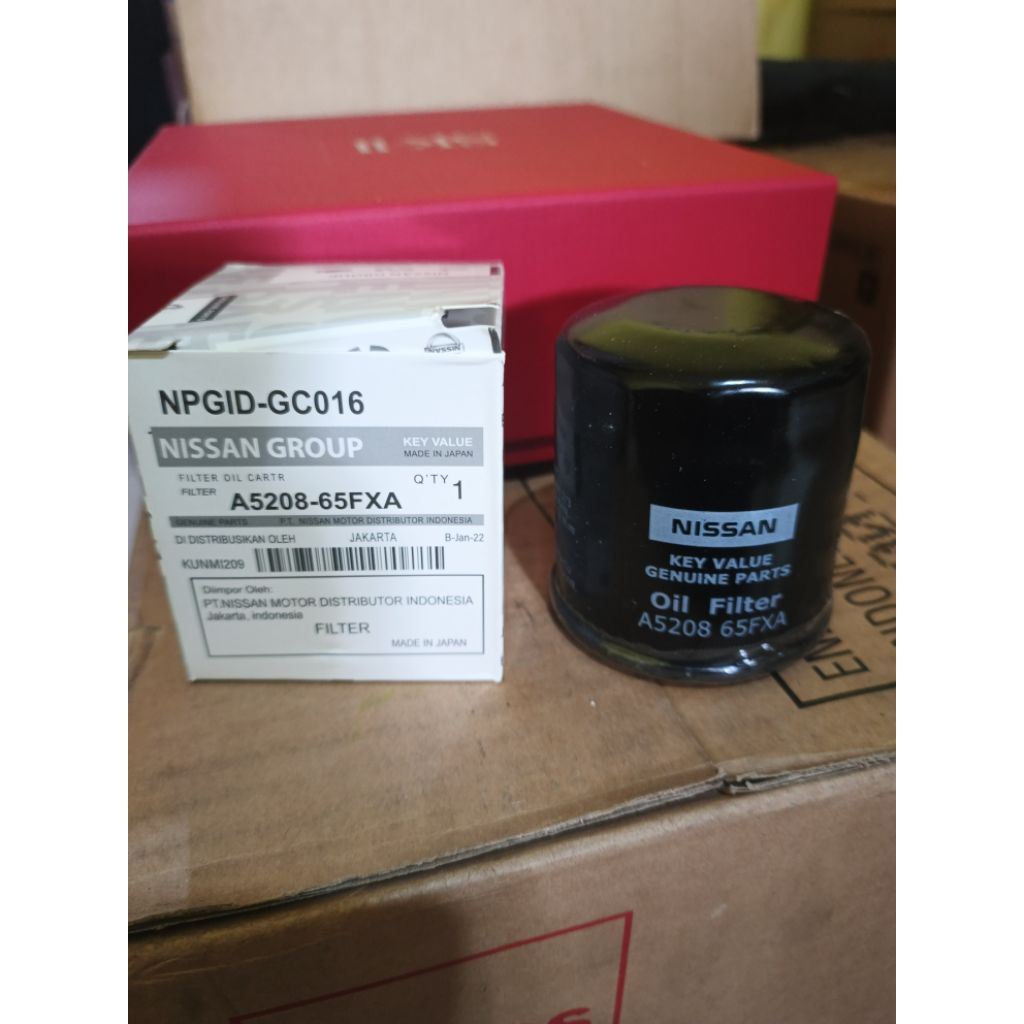 NPGID-GC016
NISSAN GROUP
KEY VALUE
MADE IN JAPAN
FILTER OIL CARTR
FILTER
A5208-65FXA
Q'TY 1
GENUINE PARTS
P.T. NISSAN MOTOR DISTRIBUTOR INDONESIA
DI DISTRIBUSIKAN OLEH
JAKARTA
B-Jan-22
KUNMI209
Diimpor Oleh:
PT.NISSAN MOTOR DISTRIBUTOR INDONESIA
Jakarta, indonesia
FILTER
MADE IN JAPAN
NISSAN
NISSAN
KEY VALUE
GENUINE PARTS
Oil Filter
A5208 65FXA